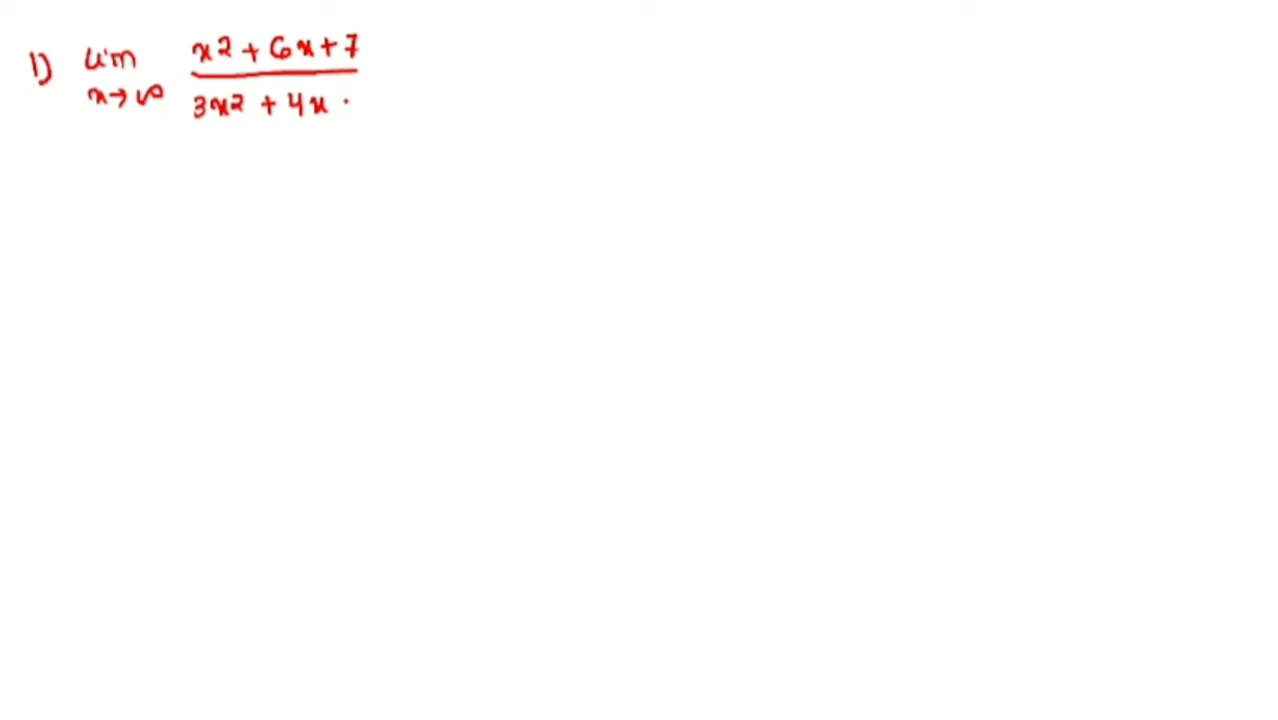 1) lim x2 + 6x + 7
x→∞ 3x2 + 4x .